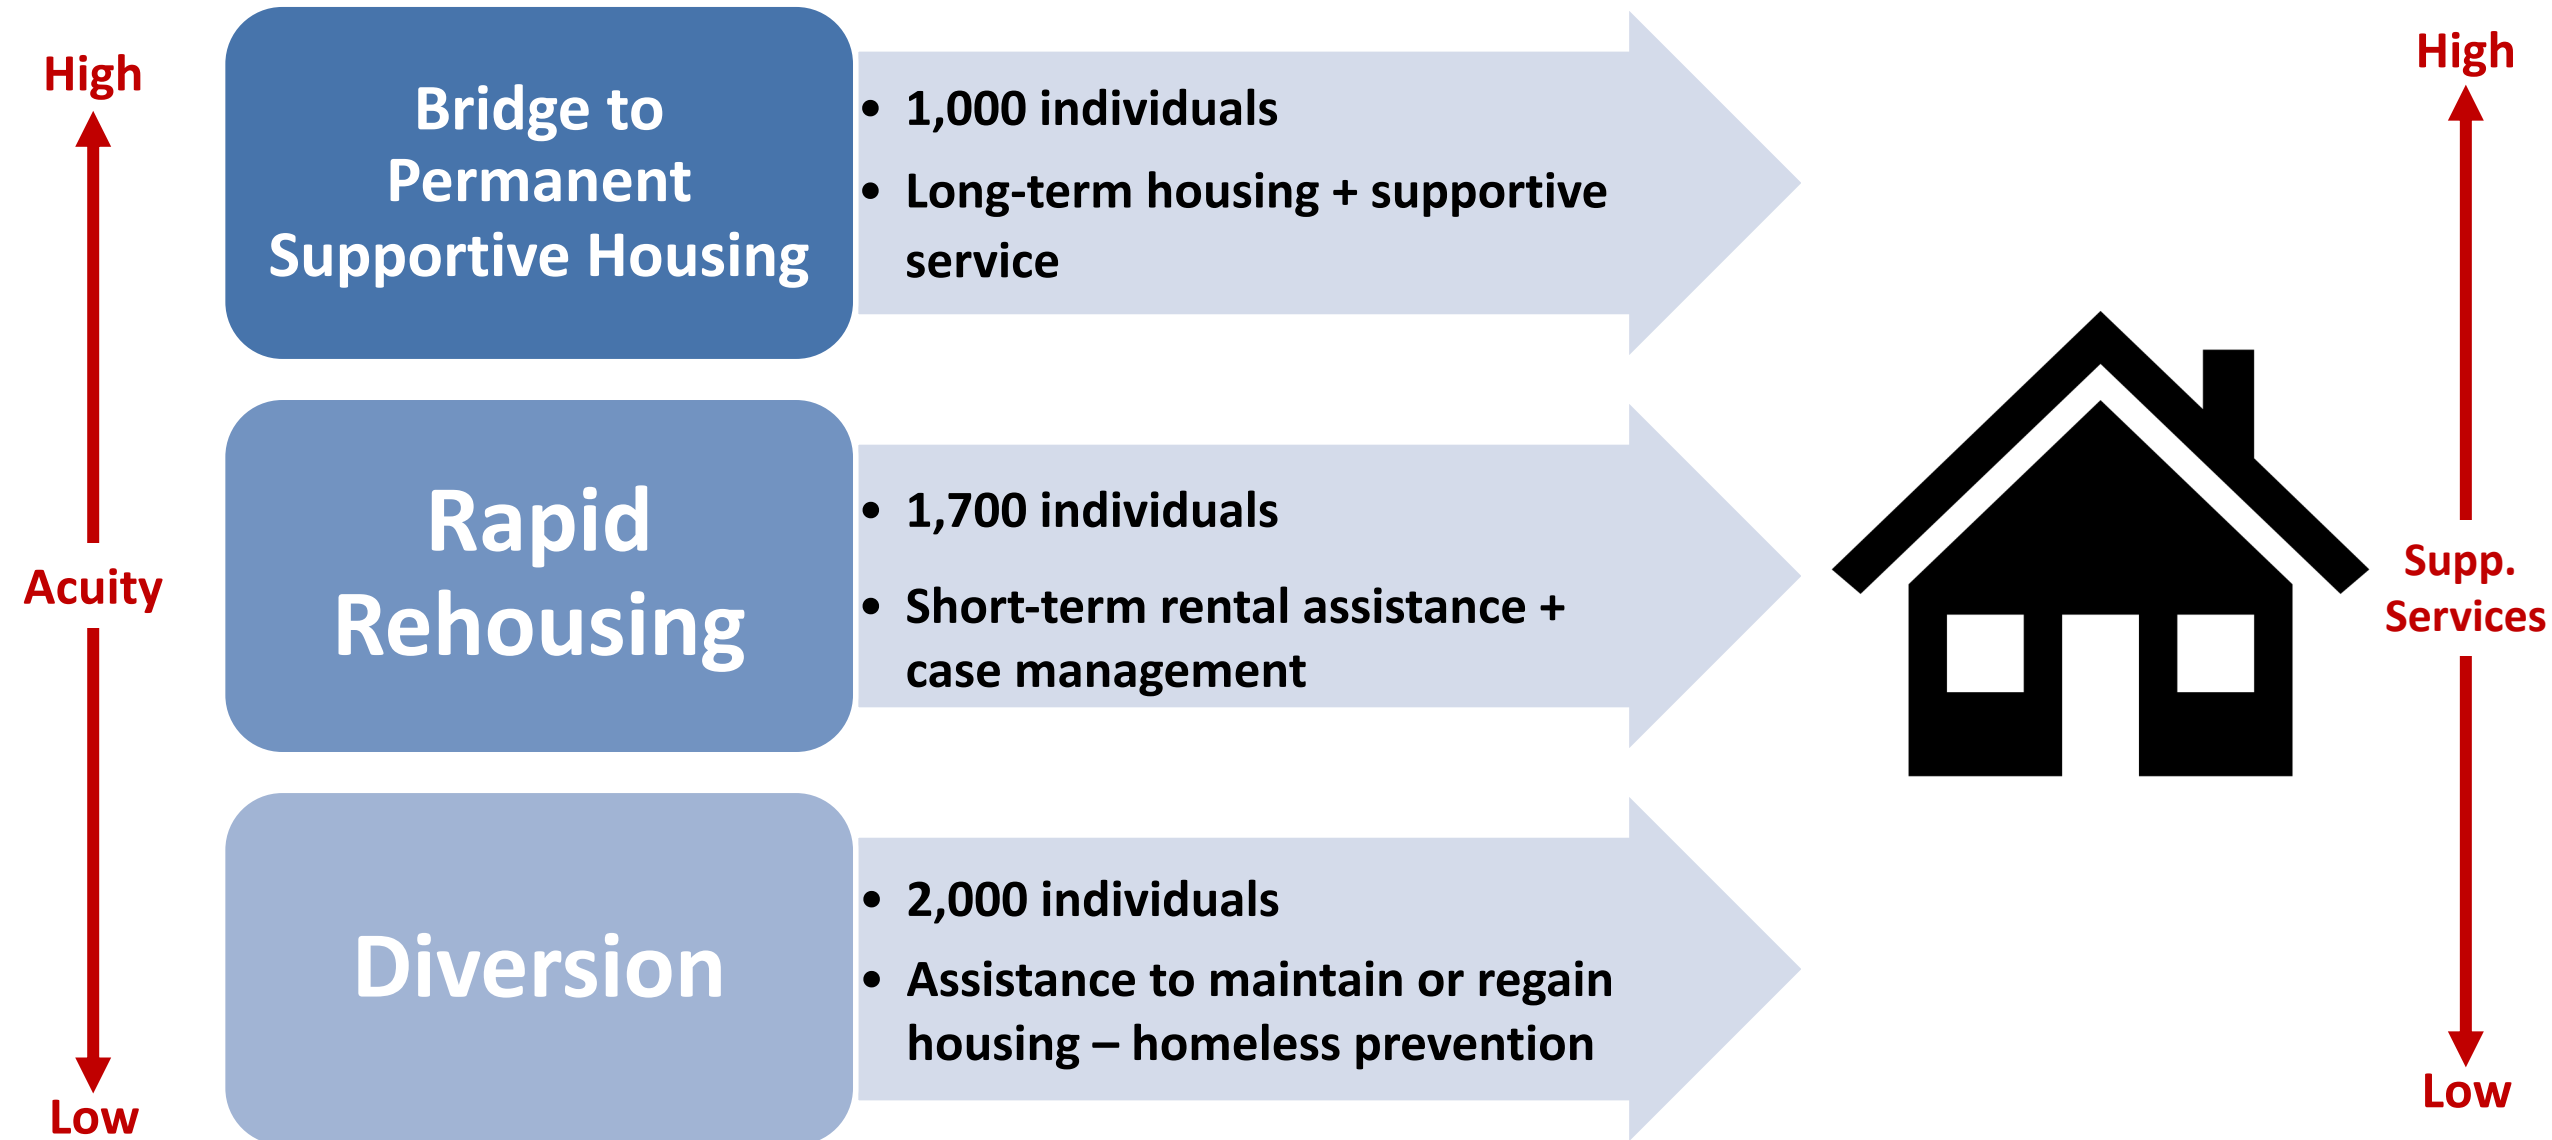 High
Acuity
Low
Bridge to
Permanent
Supportive Housing
• 1,000 individuals
• Long-term housing + supportive
service
Rapid
Rehousing
• 1,700 individuals
• Short-term rental assistance +
case management
Diversion
• 2,000 individuals
• Assistance to maintain or regain
housing – homeless prevention
High
Supp.
Services
Low